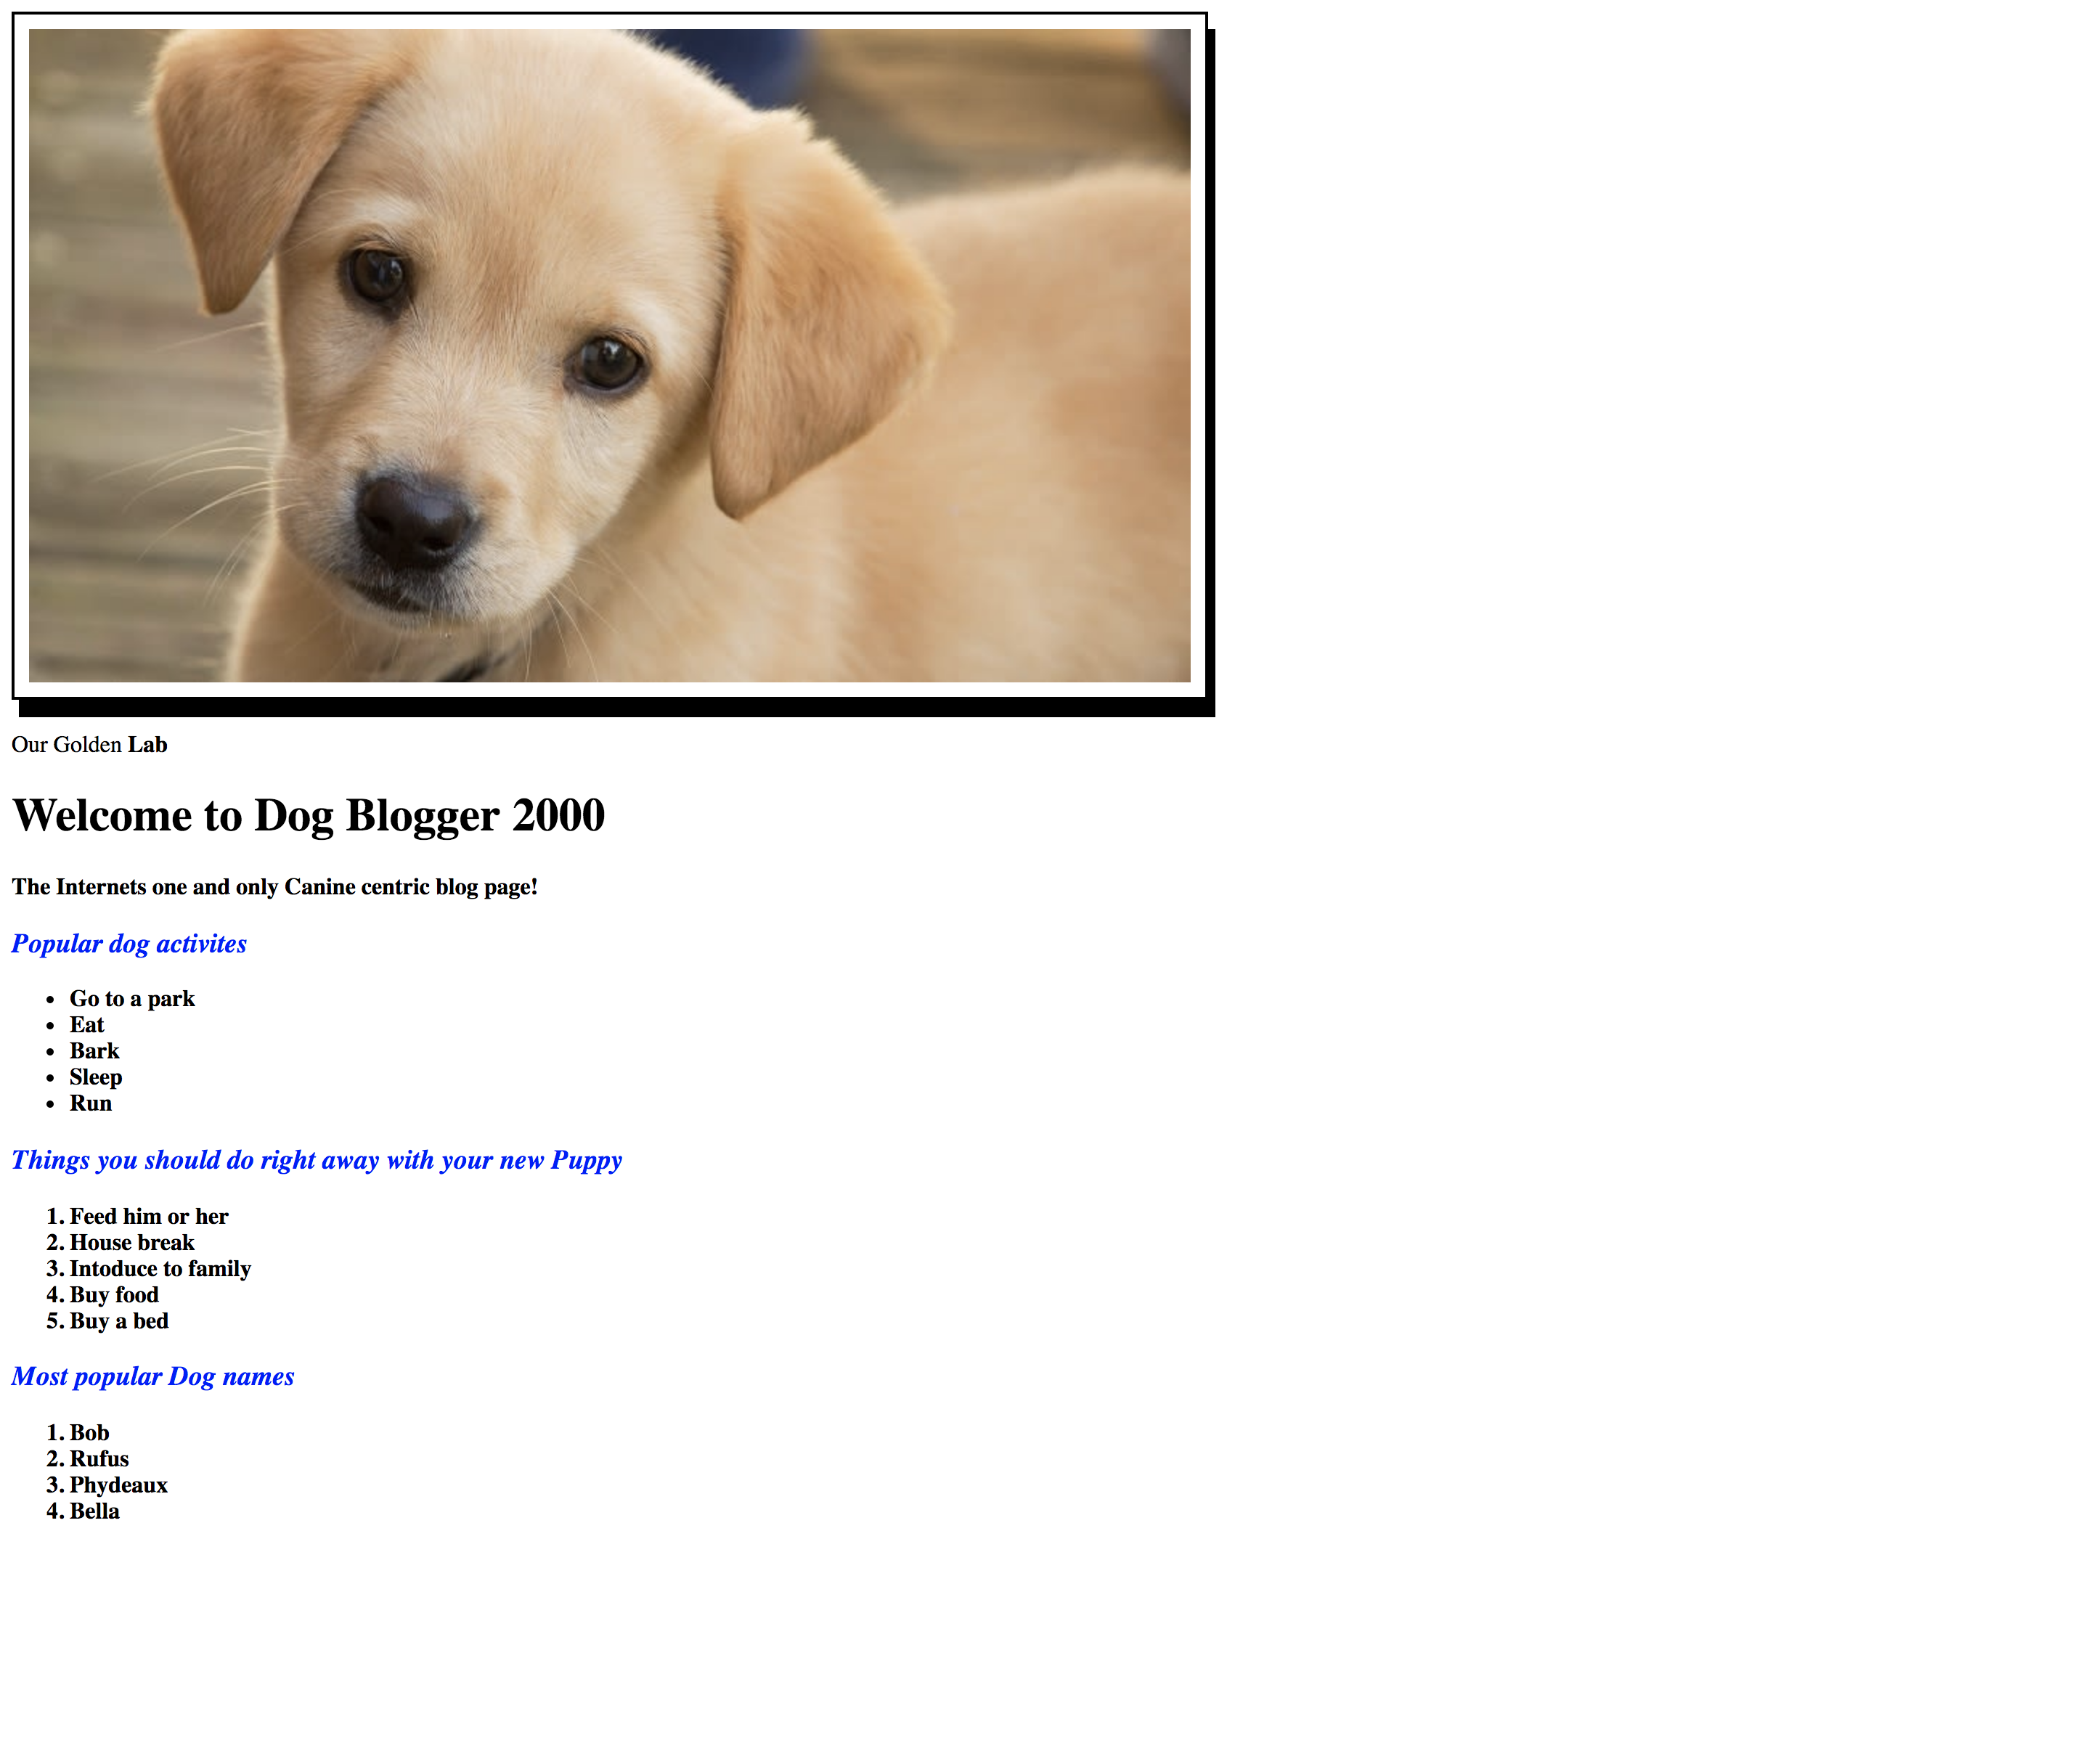 Our Golden Lab
Welcome to Dog Blogger 2000
The Internets one and only Canine centric blog page!
Popular dog activites
• Go to a park
• Eat
• Bark
• Sleep
• Run
Things you should do right away with your new Puppy
1. Feed him or her
2. House break
3. Intoduce to family
4. Buy food
5. Buy a bed
Most popular Dog names
1. Bob
2. Rufus
3. Phydeaux
4. Bella